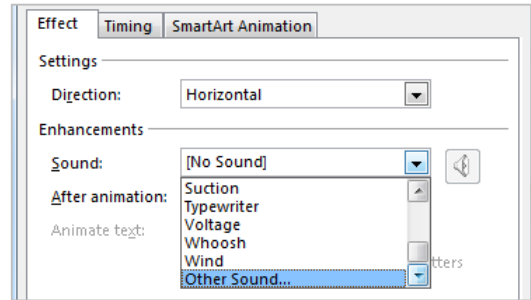 Effect Timing SmartArt Animation
Settings
Direction: Horizontal
Enhancements
Sound: [No Sound]
After animation:
Suction
Typewriter
Voltage
Whoosh
Wind
Other Sound...
Animate text:
tters